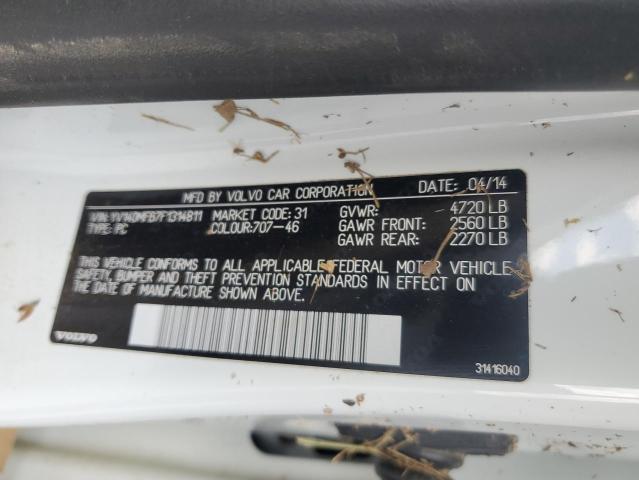 MFD BY VOLVO CAR CORPORATION DATE: 04/14
VIN: YV140MFB7F1314811 MARKET CODE: 31 GVWR: 4720 LB
TYPE: PC COLOUR: 707-46 GAWR FRONT: 2560 LB
GAWR REAR: 2270 LB
THIS VEHICLE CONFORMS TO ALL APPLICABLE FEDERAL MOTOR VEHICLE
SAFETY, BUMPER AND THEFT PREVENTION STANDARDS IN EFFECT ON
THE DATE OF MANUFACTURE SHOWN ABOVE.
VOLVO
31416040